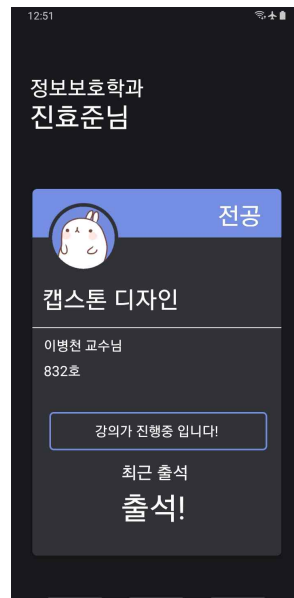 12:51
정보보호학과
진효준님
전공
캡스톤 디자인
이병천 교수님
832호
강의가 진행중 입니다!
최근 출석
출석!